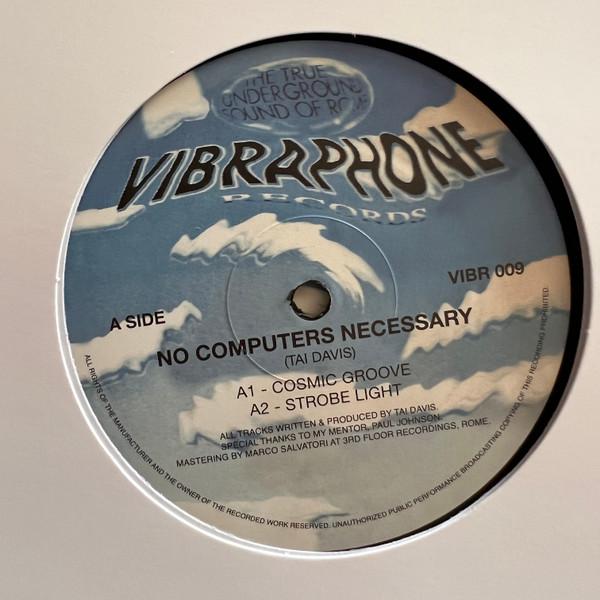 THE TRUE
UNDERGROUND
SOUND OF ROME
VIBRAPHONE
RECORDS
VIBR 009
A SIDE
NO COMPUTERS NECESSARY
(TAI DAVIS)
A1 - COSMIC GROOVE
A2 - STROBE LIGHT
ALL TRACKS WRITTEN & PRODUCED BY TAI DAVIS.
SPECIAL THANKS TO MY MENTOR, PAUL JOHNSON.
MASTERING BY MARCO SALVATORI AT 3RD FLOOR RECORDINGS, ROME.
ALL RIGHTS OF THE MANUFACTURER AND THE OWNER OF THE RECORDED WORK RESERVED. UNAUTHORIZED PUBLIC PERFORMANCE BROADCASTING COPYING OF THIS RECORDING PROHIBITED.